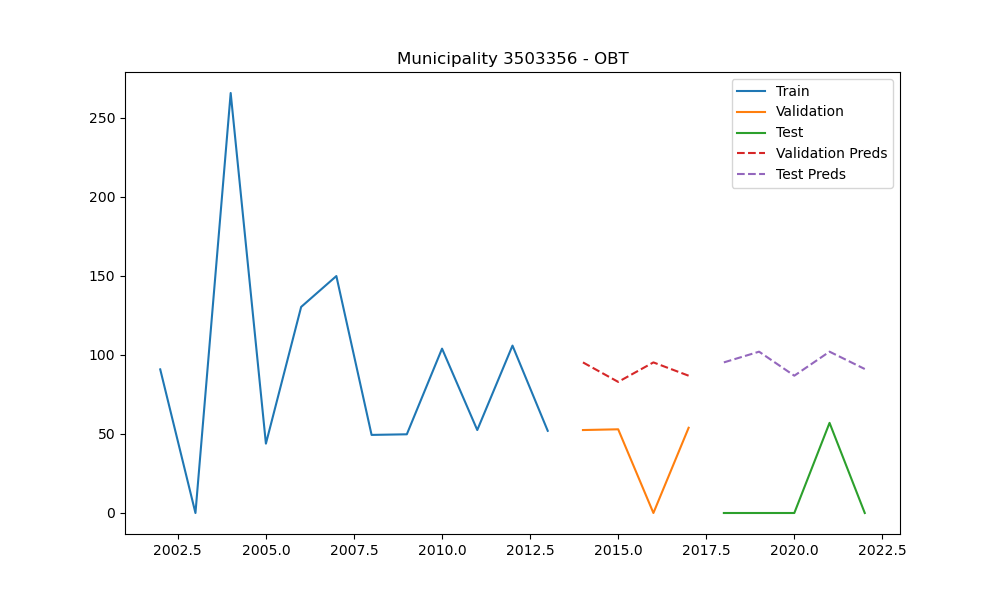 Municipality 3503356 - OBT
Train
Validation
Test
Validation Preds
Test Preds
250
200
150
100
50
0
2002.5 2005.0 2007.5 2010.0 2012.5 2015.0 2017.5 2020.0 2022.5